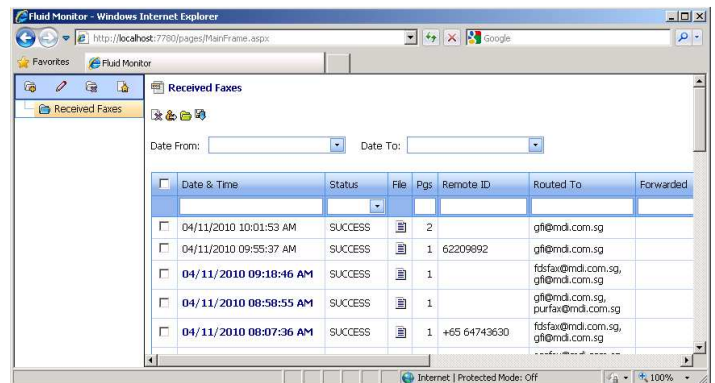 Fluid Monitor - Windows Internet Explorer
http://localhost:7780/pages/MainFrame.aspx
Google
Favorites
Fluid Monitor
Received Faxes
Received Faxes
Date From:
Date To:
Date & Time Status File Pgs Remote ID Routed To Forwarded
04/11/2010 10:01:53 AM SUCCESS 2 gfi@mdi.com.sg
04/11/2010 09:55:37 AM SUCCESS 1 62209892 gfi@mdi.com.sg
04/11/2010 09:18:46 AM SUCCESS 1 fdsfax@mdi.com.sg,
gfi@mdi.com.sg
04/11/2010 08:58:55 AM SUCCESS 1 gfi@mdi.com.sg,
purfax@mdi.com.sg
04/11/2010 08:07:36 AM SUCCESS 1 +65 64743630 fdsfax@mdi.com.sg,
gfi@mdi.com.sg
Internet | Protected Mode: Off
100%